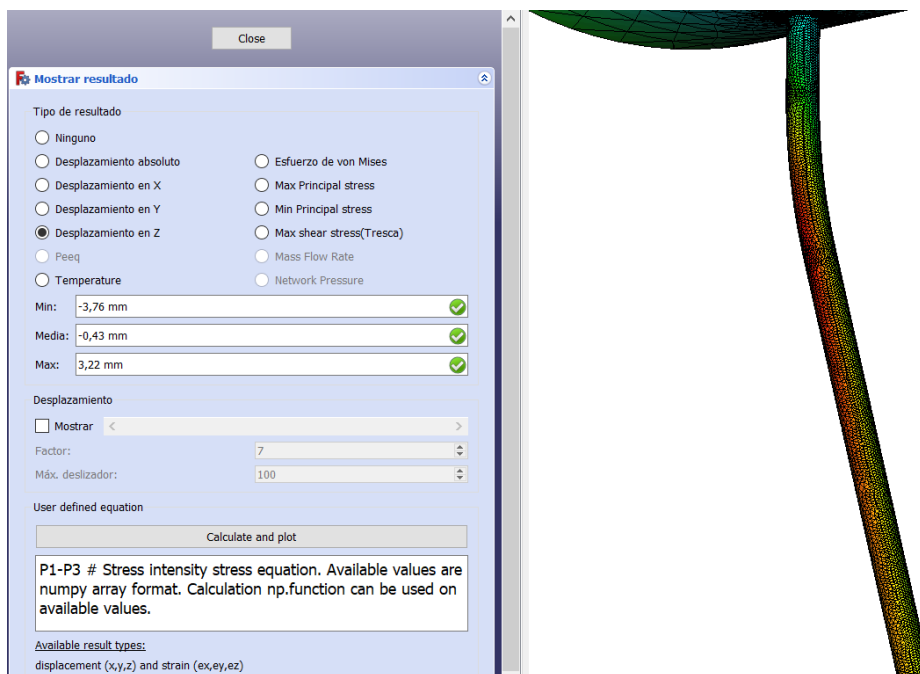 Close
Mostrar resultado
Tipo de resultado
Ninguno
Desplazamiento absoluto
Esfuerzo de von Mises
Desplazamiento en X
Max Principal stress
Desplazamiento en Y
Min Principal stress
Desplazamiento en Z
Max shear stress(Tresca)
Peeq
Mass Flow Rate
Temperature
Network Pressure
Min: -3,76 mm
Media: -0,43 mm
Max: 3,22 mm
Desplazamiento
Mostrar
Factor: 7
Máx. deslizador: 100
User defined equation
Calculate and plot
P1-P3 # Stress intensity stress equation. Available values are
numpy array format. Calculation np.function can be used on
available values.
Available result types:
displacement (x,y,z) and strain (ex,ey,ez)